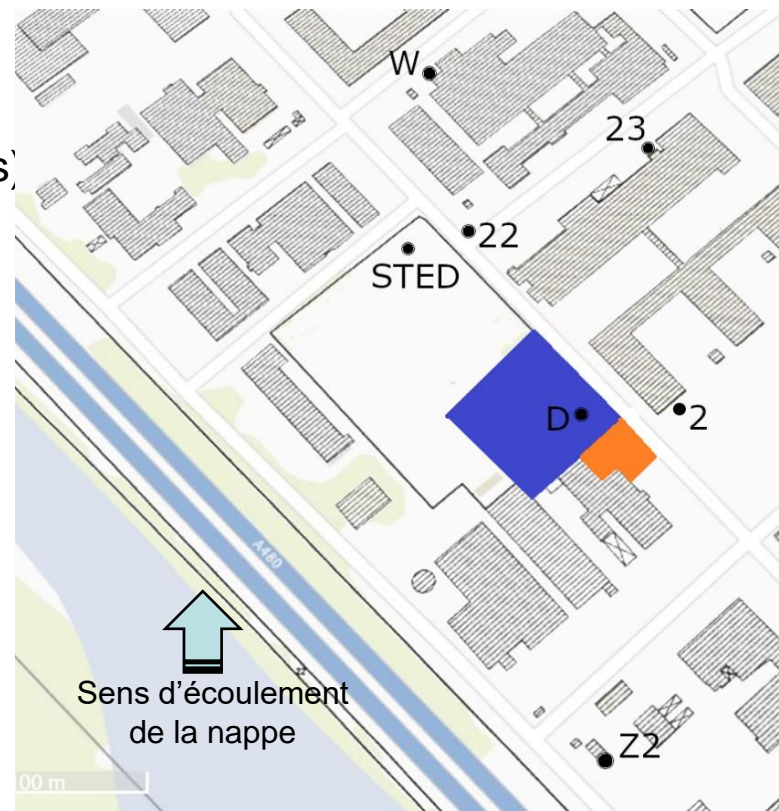 W
s)
23
22
STED
D
2
A480
Sens d’écoulement
de la nappe
Z2
00 m